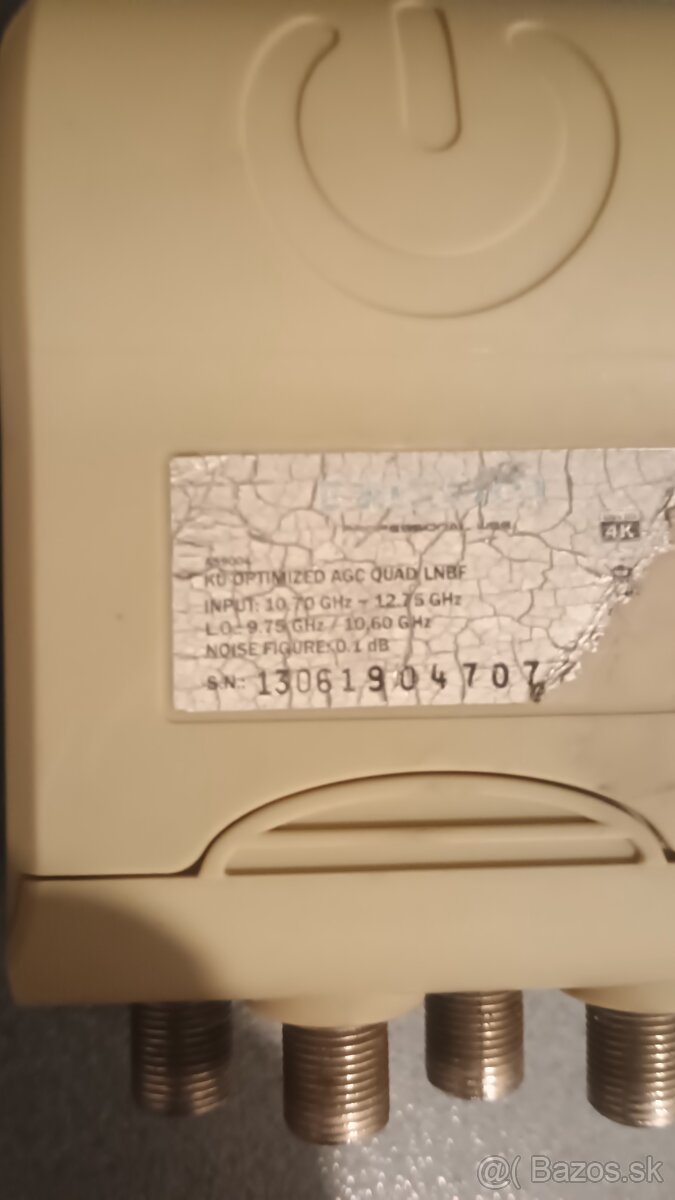 4K
KU OPTIMIZED AGC QUAD LNBF
INPUT: 10,70 GHz - 12.75 GHz
L.O.: 9.75 GHz / 10,60 GHz
NOISE FIGURE: 0.1 dB
S.N.: 13061904707
@( Bazos.sk